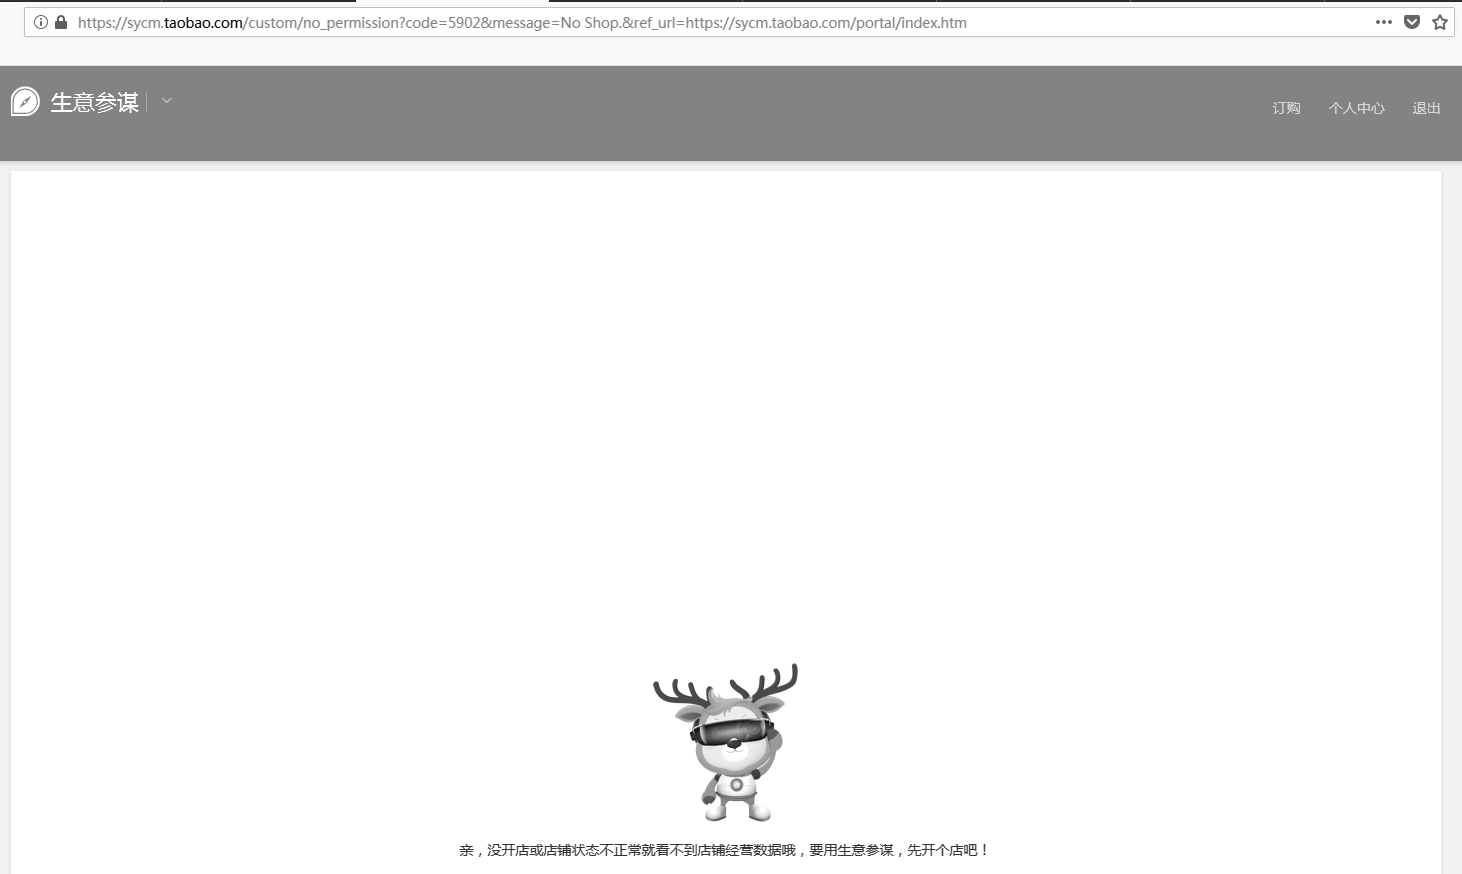 https://sycm.taobao.com/custom/no_permission?code=5902&message=No Shop.&ref_url=https://sycm.taobao.com/portal/index.htm
生意参谋
订购 个人中心 退出
亲，没开店或店铺状态不正常就看不到店铺经营数据哦，要用生意参谋，先开个店吧！